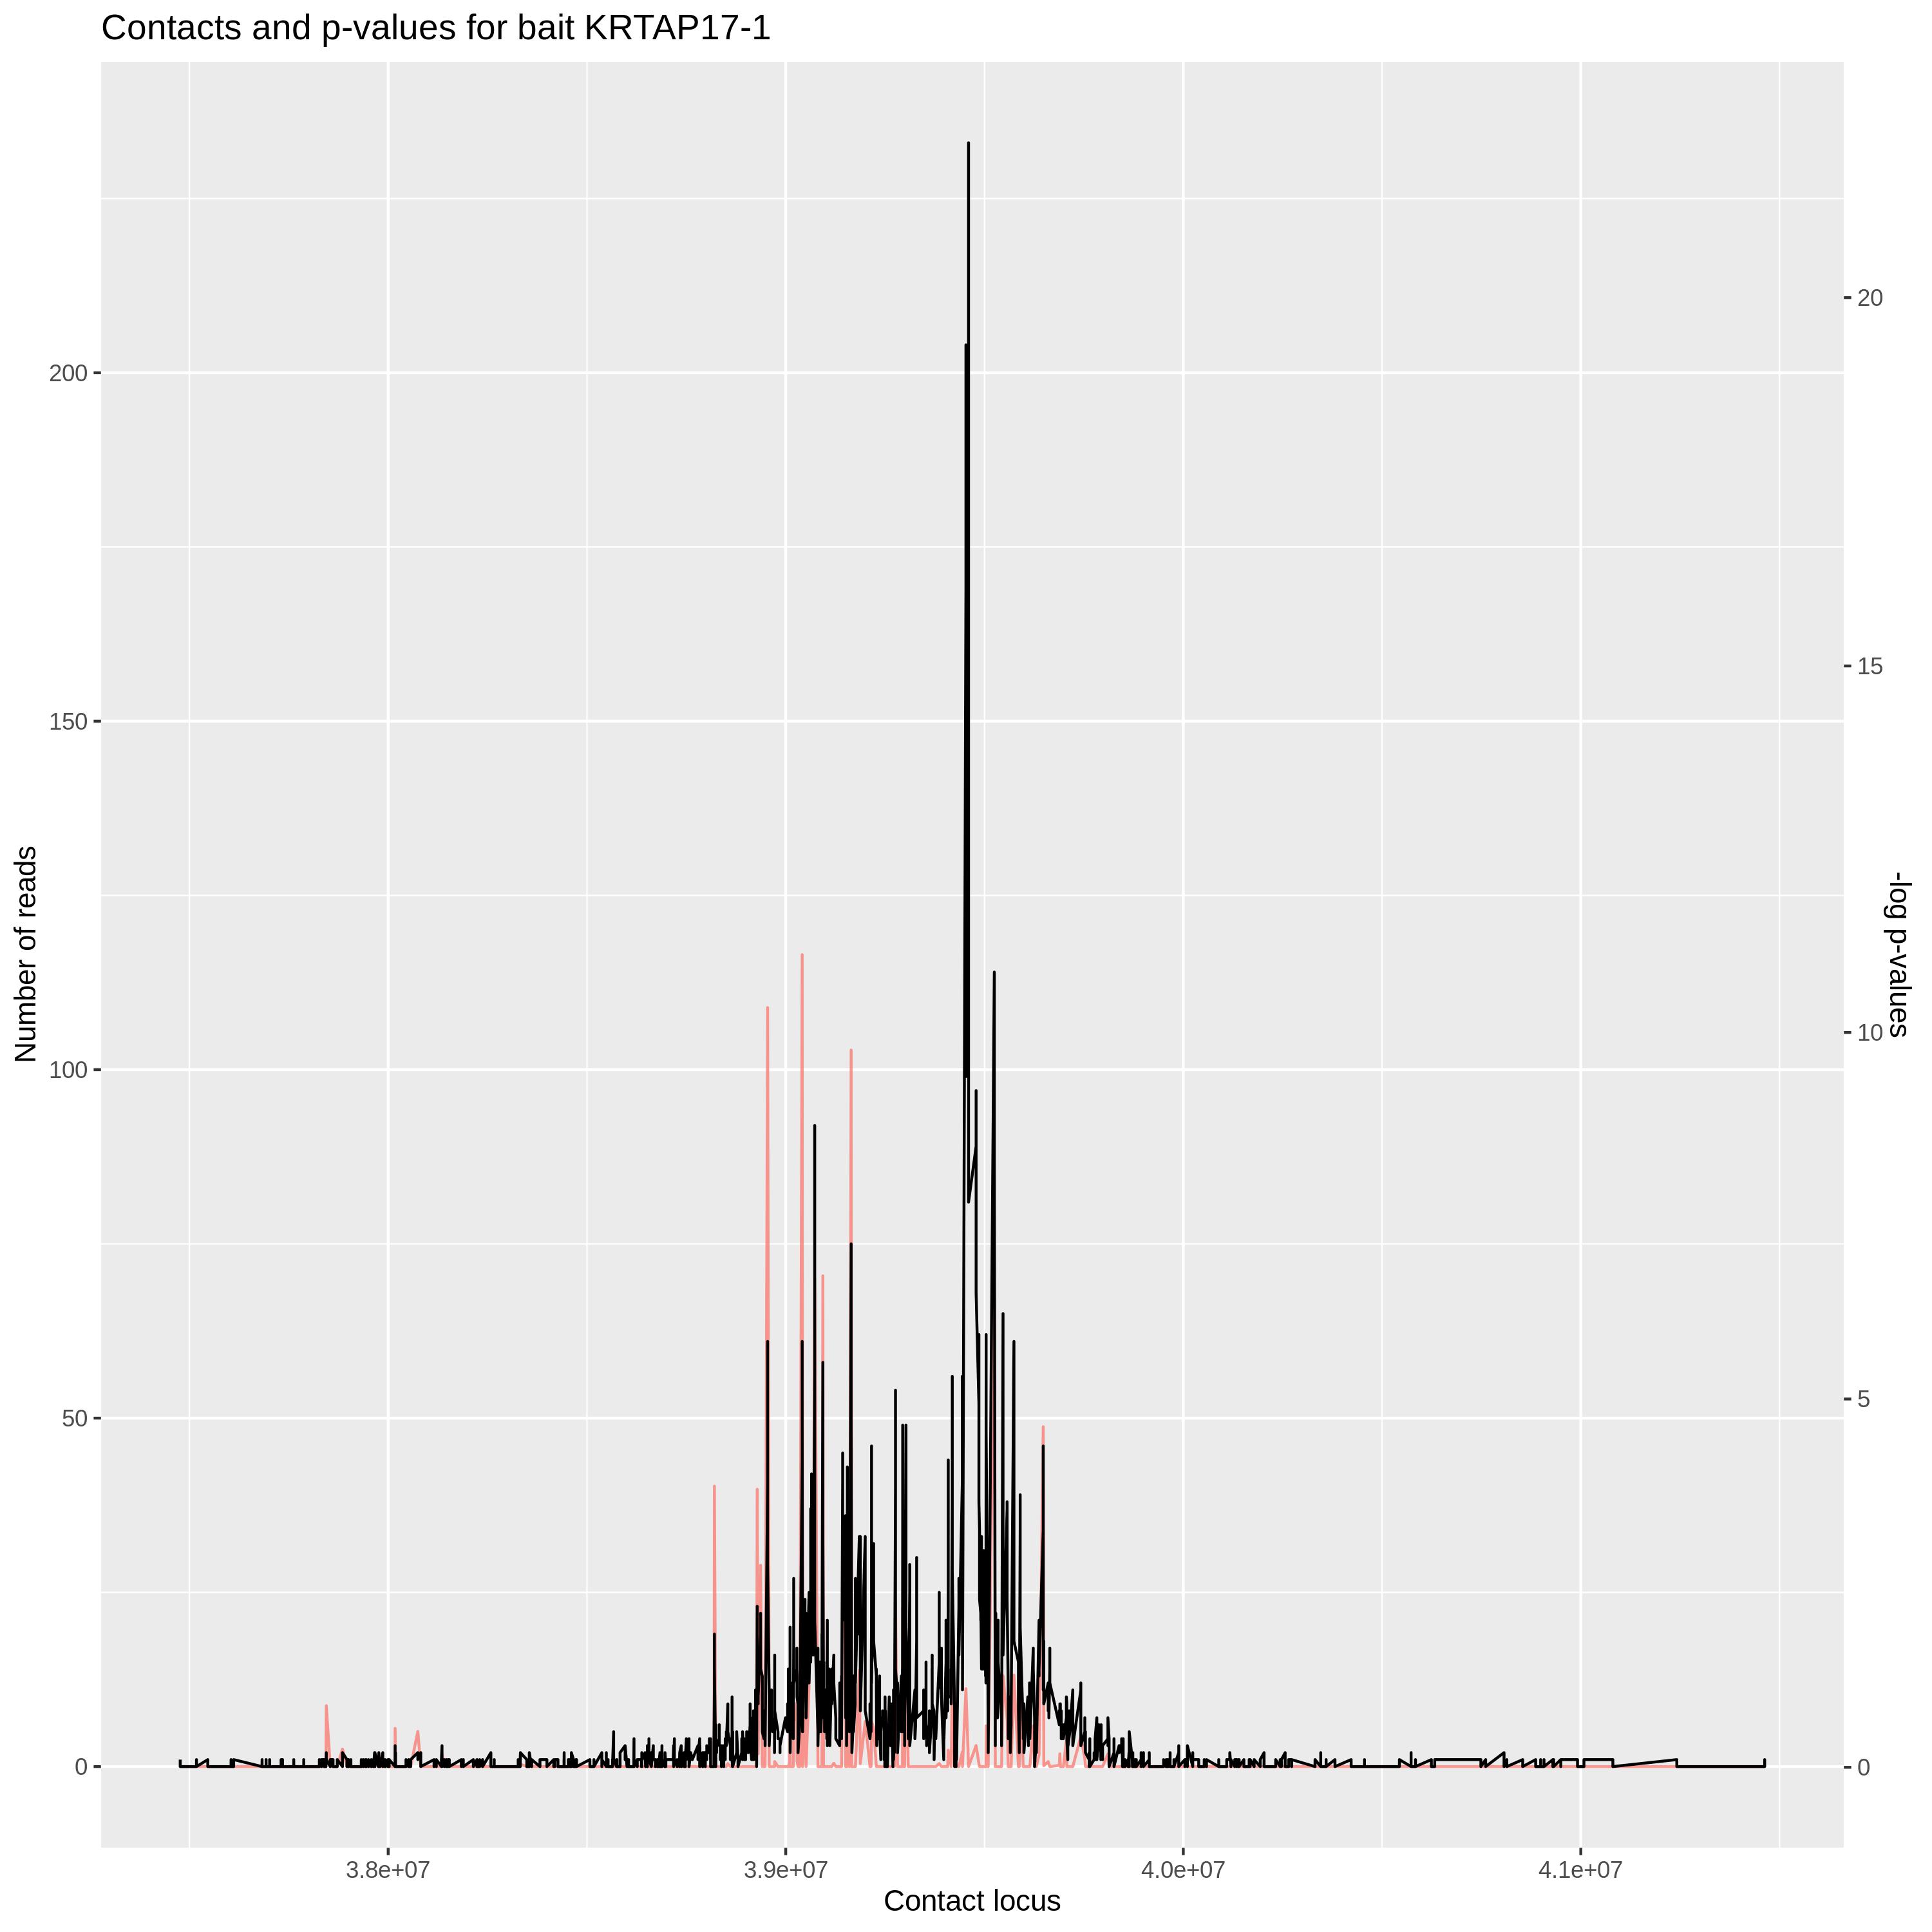 Contacts and p-values for bait KRTAP17-1
Number of reads
200
150
100
50
0
20
15
10
5
0
-log p-values
3.8e+07
3.9e+07
4.0e+07
4.1e+07
Contact locus